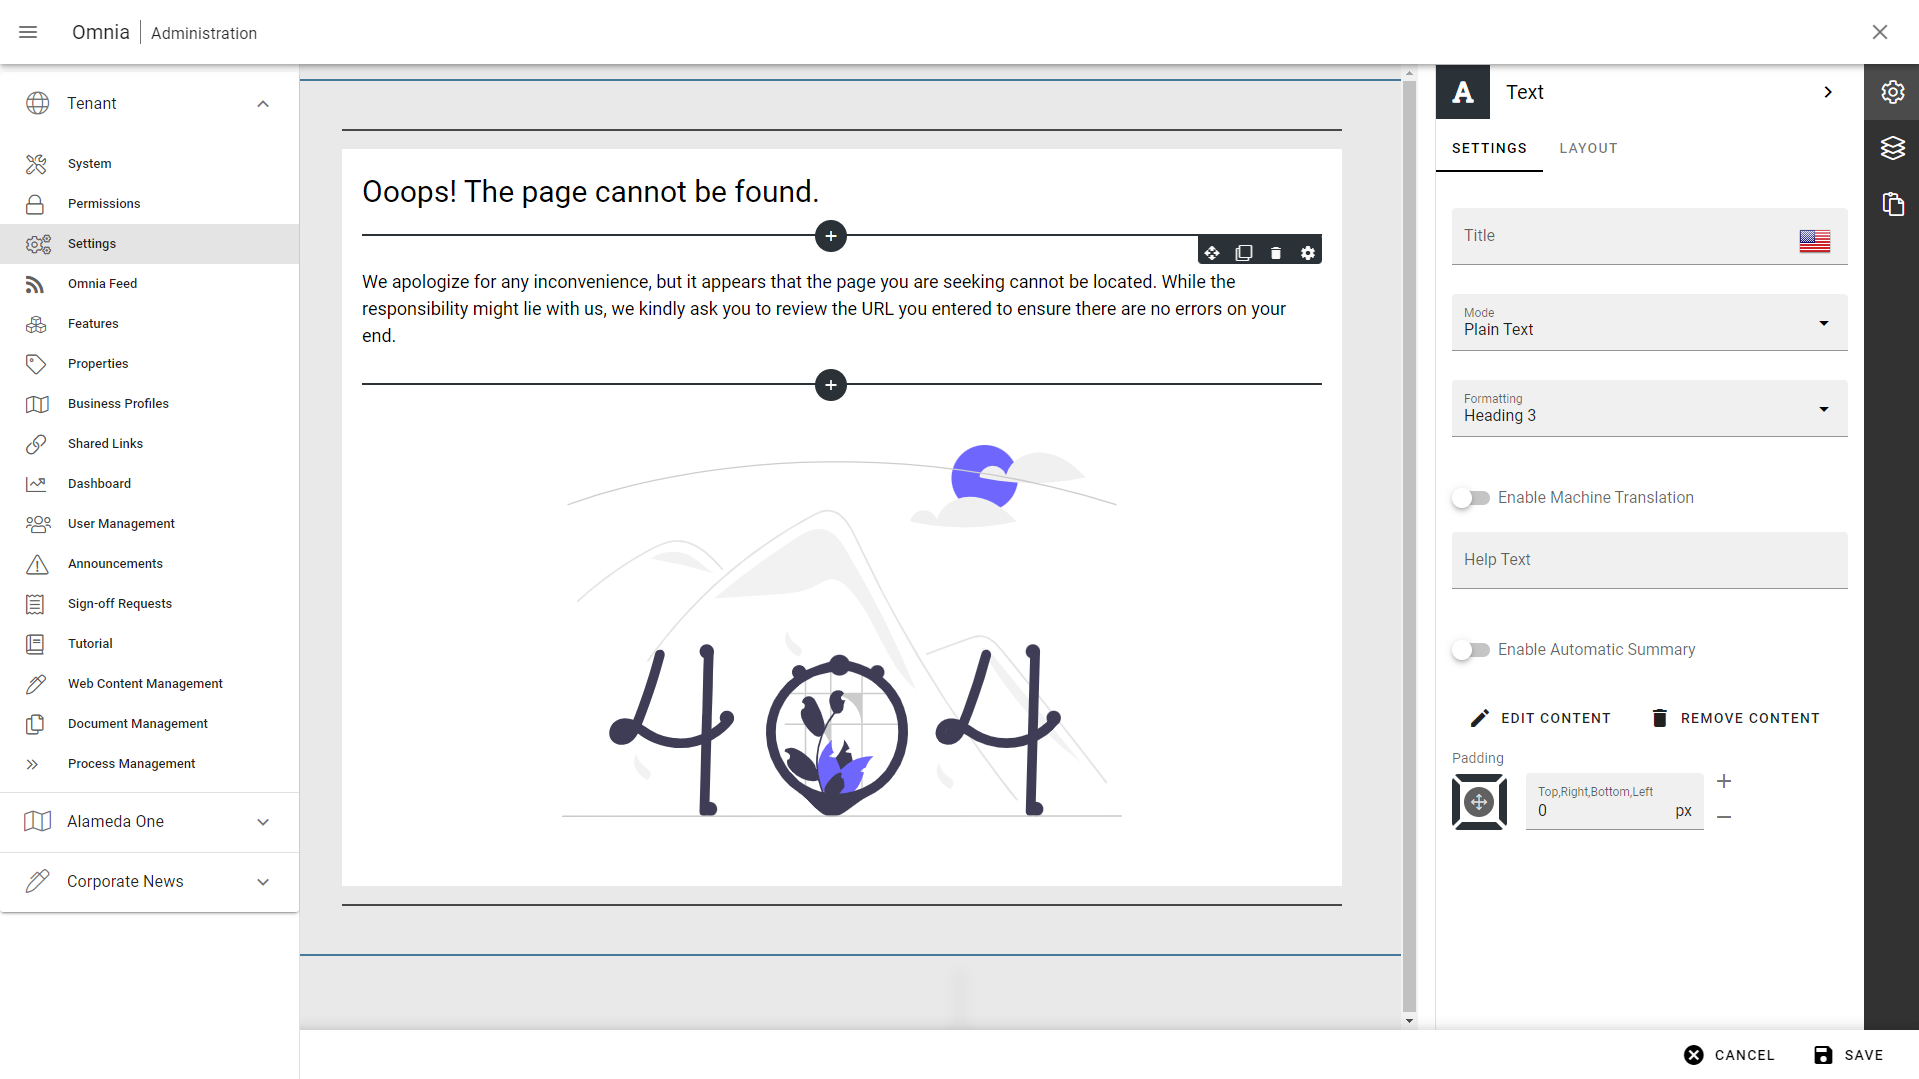 Omnia
Administration
Tenant
System
Permissions
Settings
Omnia Feed
Features
Properties
Business Profiles
Shared Links
Dashboard
User Management
Announcements
Sign-off Requests
Tutorial
Web Content Management
Document Management
Process Management
Alameda One
Corporate News
Ooops! The page cannot be found.
We apologize for any inconvenience, but it appears that the page you are seeking cannot be located. While the
responsibility might lie with us, we kindly ask you to review the URL you entered to ensure there are no errors on your
end.
404
A
Text
SETTINGS
LAYOUT
Title
Mode
Plain Text
Formatting
Heading 3
Enable Machine Translation
Help Text
Enable Automatic Summary
EDIT CONTENT
REMOVE CONTENT
Padding
Top,Right,Bottom,Left
0 px
CANCEL
SAVE